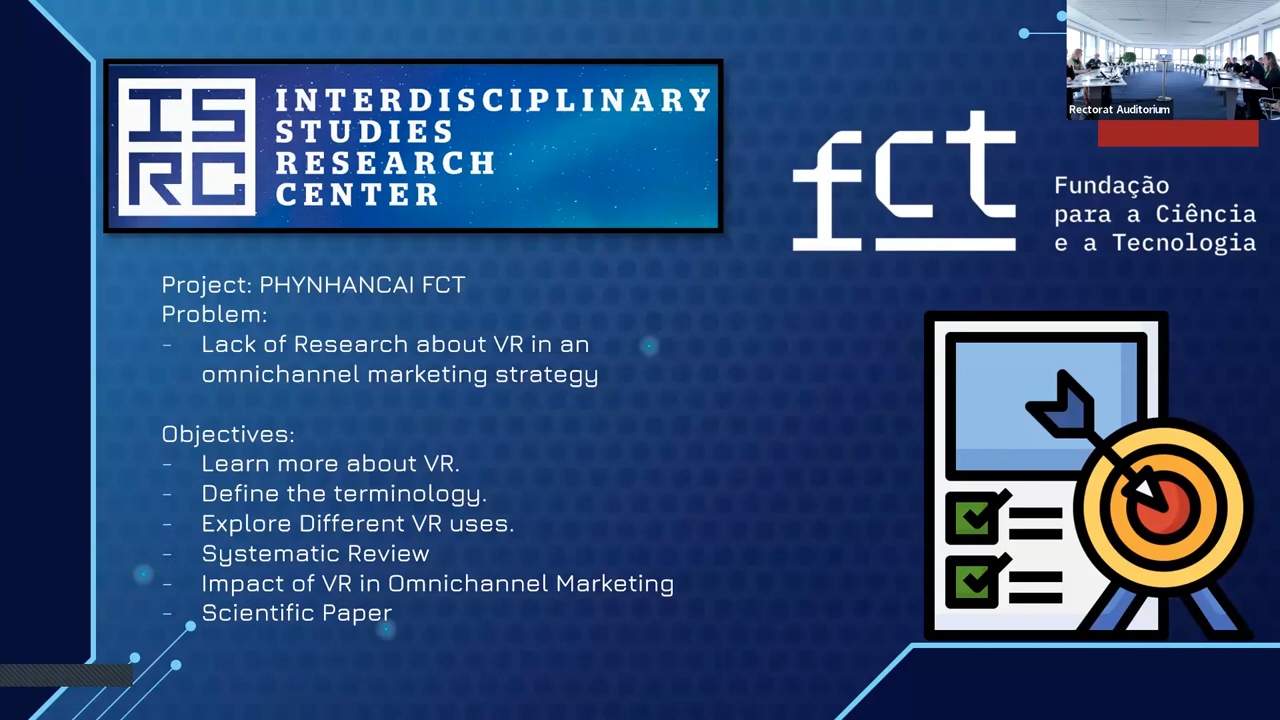 ISRC
INTERDISCIPLINARY
STUDIES
RESEARCH
CENTER
fct
Fundação
para a Ciência
e a Tecnologia
Rectorat Auditorium
Project: PHYNHANCAI FCT
Problem:
- Lack of Research about VR in an
omnichannel marketing strategy
Objectives:
- Learn more about VR.
- Define the terminology.
- Explore Different VR uses.
- Systematic Review
- Impact of VR in Omnichannel Marketing
- Scientific Paper